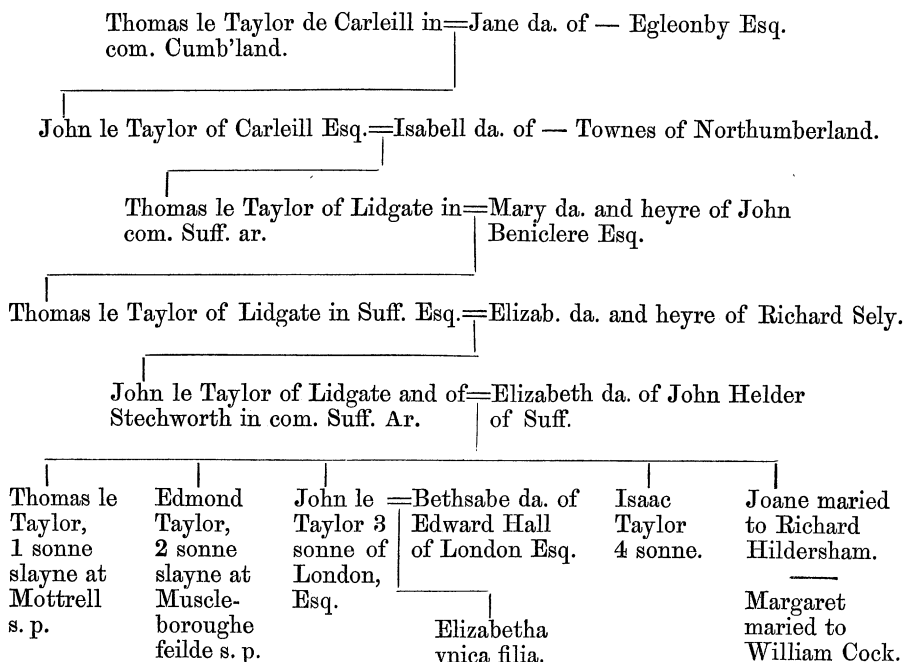 Thomas le Taylor de Carleill in=Jane da. of — Egleonby Esq.
com. Cumb'land.
John le Taylor of Carleill Esq.=Isabell da. of — Townes of Northumberland.
Thomas le Taylor of Lidgate in=Mary da. and heyre of John
com. Suff. ar.
Beniclere Esq.
Thomas le Taylor of Lidgate in Suff. Esq.=Elizab. da. and heyre of Richard Sely.
John le Taylor of Lidgate and of=Elizabeth da. of John Helder
Stechworth in com. Suff. Ar.
of Suff.
Thomas le
Taylor,
1 sonne
slayne at
Mottrell
s. p.
Edmond
Taylor,
2 sonne
slayne at
Muscle-
boroughe
feilde s. p.
John le
Taylor 3
sonne of
London,
Esq.
=Bethsabe da. of
Edward Hall
of London Esq.
Elizabetha
vnica filia.
Isaac
Taylor
4 sonne.
Joane maried
to Richard
Hildersham.
Margaret
maried to
William Cock.